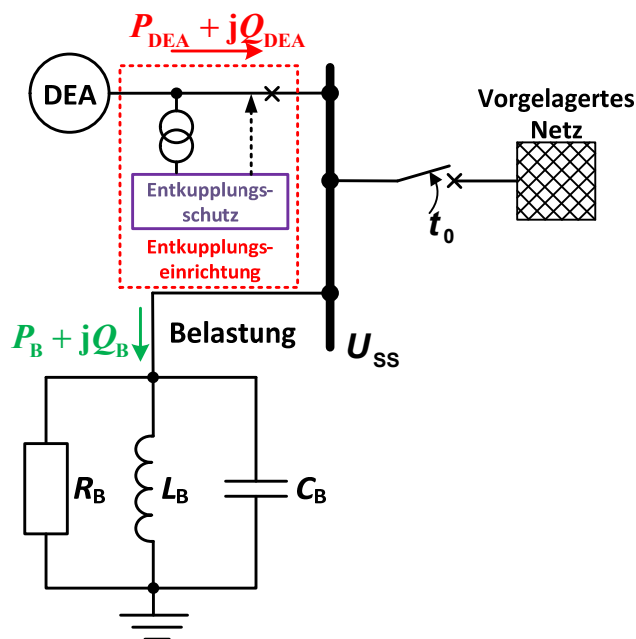 P_DEA + jQ_DEA
DEA
Vorgelagertes
Netz
Entkupplungs-
schutz
t_0
Entkupplungs-
einrichtung
P_B + jQ_B
Belastung
U_SS
R_B
L_B
C_B